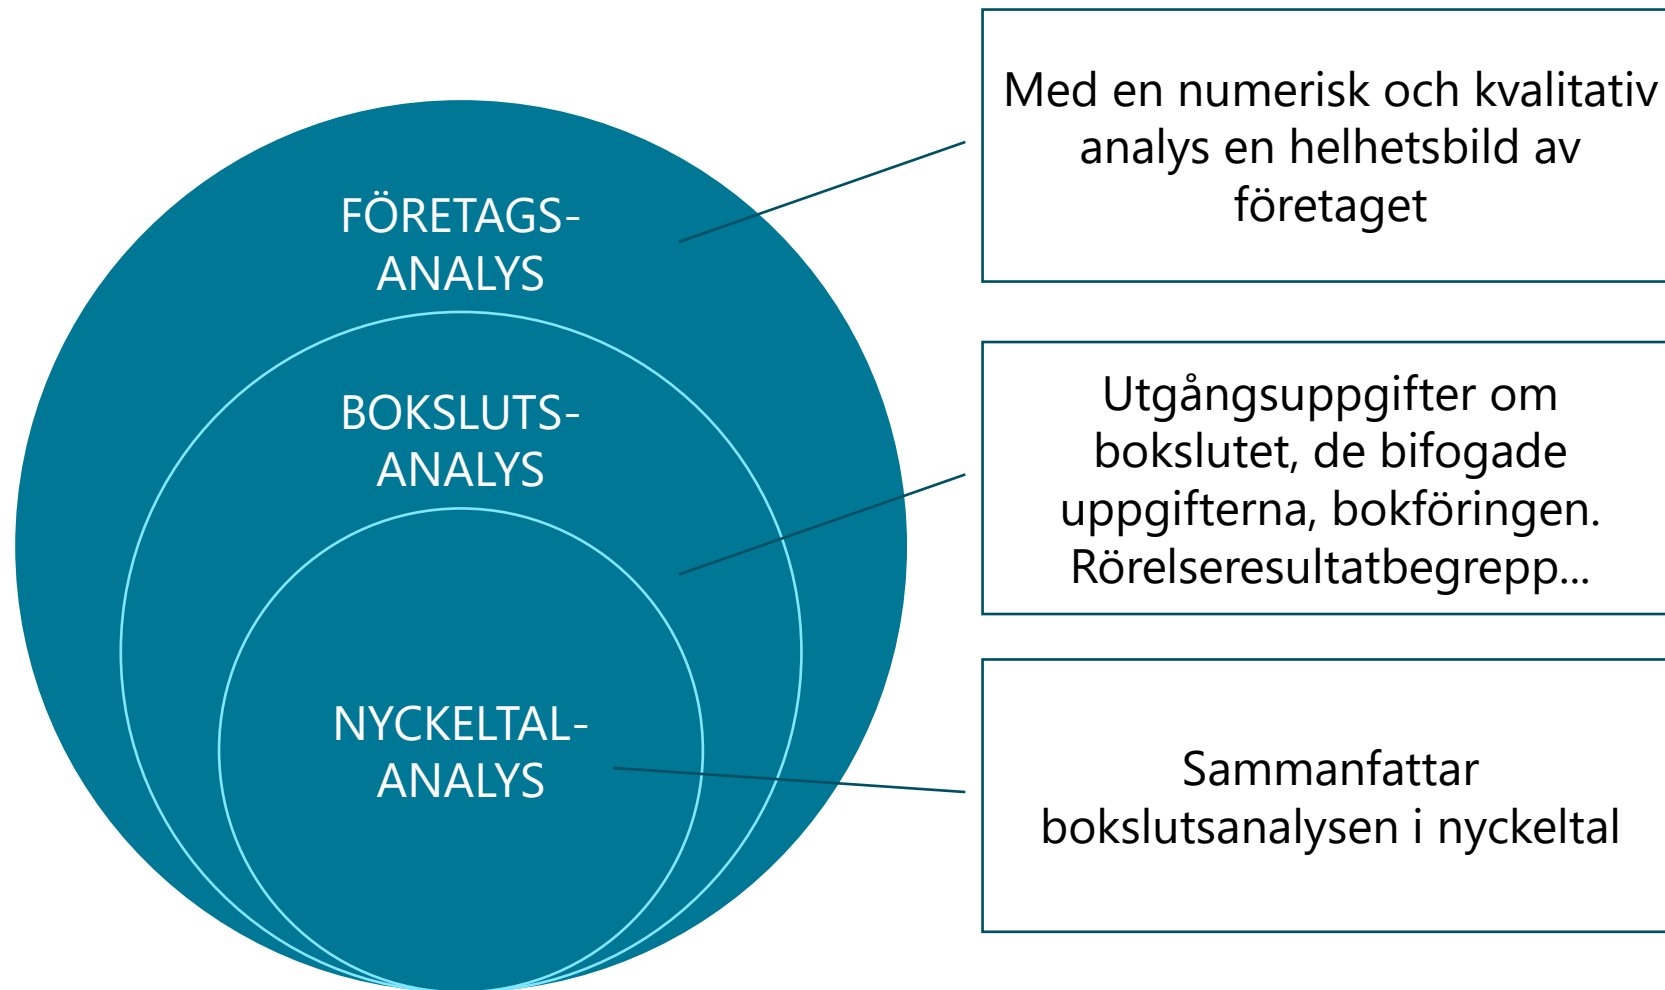 FÖRETAGS-
ANALYS
Med en numerisk och kvalitativ
analys en helhetsbild av
företaget
BOKSLUTS-
ANALYS
Utgångsuppgifter om
bokslutet, de bifogade
uppgifterna, bokföringen.
Rörelseresultatbegrepp...
NYCKELTAL-
ANALYS
Sammanfattar
bokslutsanalysen i nyckeltal